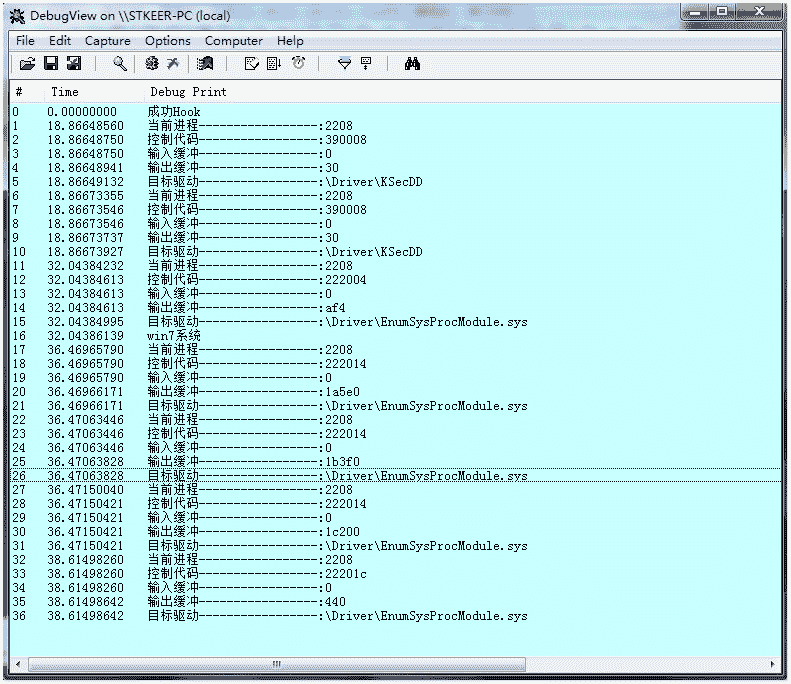 DebugView on \\STKEER-PC (local)
File Edit Capture Options Computer Help
# Time Debug Print
0 0.00000000 成功Hook
1 18.86648560 当前进程------------------:2208
2 18.86648750 控制代码------------------:390008
3 18.86648750 输入缓冲------------------:0
4 18.86648941 输出缓冲------------------:30
5 18.86649132 目标驱动------------------:\Driver\KSecDD
6 18.86673355 当前进程------------------:2208
7 18.86673546 控制代码------------------:390008
8 18.86673546 输入缓冲------------------:0
9 18.86673737 输出缓冲------------------:30
10 18.86673927 目标驱动------------------:\Driver\KSecDD
11 32.04384232 当前进程------------------:2208
12 32.04384613 控制代码------------------:222004
13 32.04384613 输入缓冲------------------:0
14 32.04384613 输出缓冲------------------:af4
15 32.04384995 目标驱动------------------:\Driver\EnumSysProcModule.sys
16 32.04386139 win7系统
17 36.46965790 当前进程------------------:2208
18 36.46965790 控制代码------------------:222014
19 36.46965790 输入缓冲------------------:0
20 36.46966171 输出缓冲------------------:1a5e0
21 36.46966171 目标驱动------------------:\Driver\EnumSysProcModule.sys
22 36.47063446 当前进程------------------:2208
23 36.47063446 控制代码------------------:222014
24 36.47063446 输入缓冲------------------:0
25 36.47063828 输出缓冲------------------:1b3f0
26 36.47063828 目标驱动------------------:\Driver\EnumSysProcModule.sys
27 36.47150040 当前进程------------------:2208
28 36.47150421 控制代码------------------:222014
29 36.47150421 输入缓冲------------------:0
30 36.47150421 输出缓冲------------------:1c200
31 36.47150421 目标驱动------------------:\Driver\EnumSysProcModule.sys
32 38.61498260 当前进程------------------:2208
33 38.61498260 控制代码------------------:22201c
34 38.61498260 输入缓冲------------------:0
35 38.61498642 输出缓冲------------------:440
36 38.61498642 目标驱动------------------:\Driver\EnumSysProcModule.sys